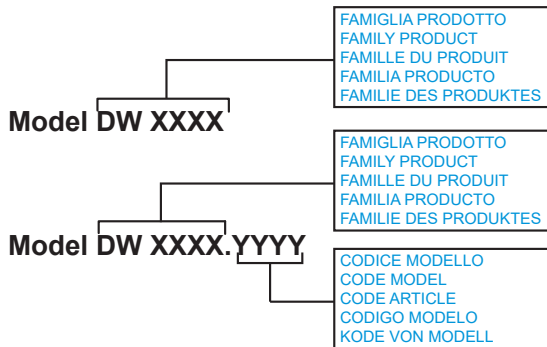 FAMIGLIA PRODOTTO
FAMILY PRODUCT
FAMILLE DU PRODUIT
FAMILIA PRODUCTO
FAMILIE DES PRODUKTES
Model DW XXXX
FAMIGLIA PRODOTTO
FAMILY PRODUCT
FAMILLE DU PRODUIT
FAMILIA PRODUCTO
FAMILIE DES PRODUKTES
Model DW XXXX.YYYY
CODICE MODELLO
CODE MODEL
CODE ARTICLE
CODIGO MODELO
KODE VON MODELL